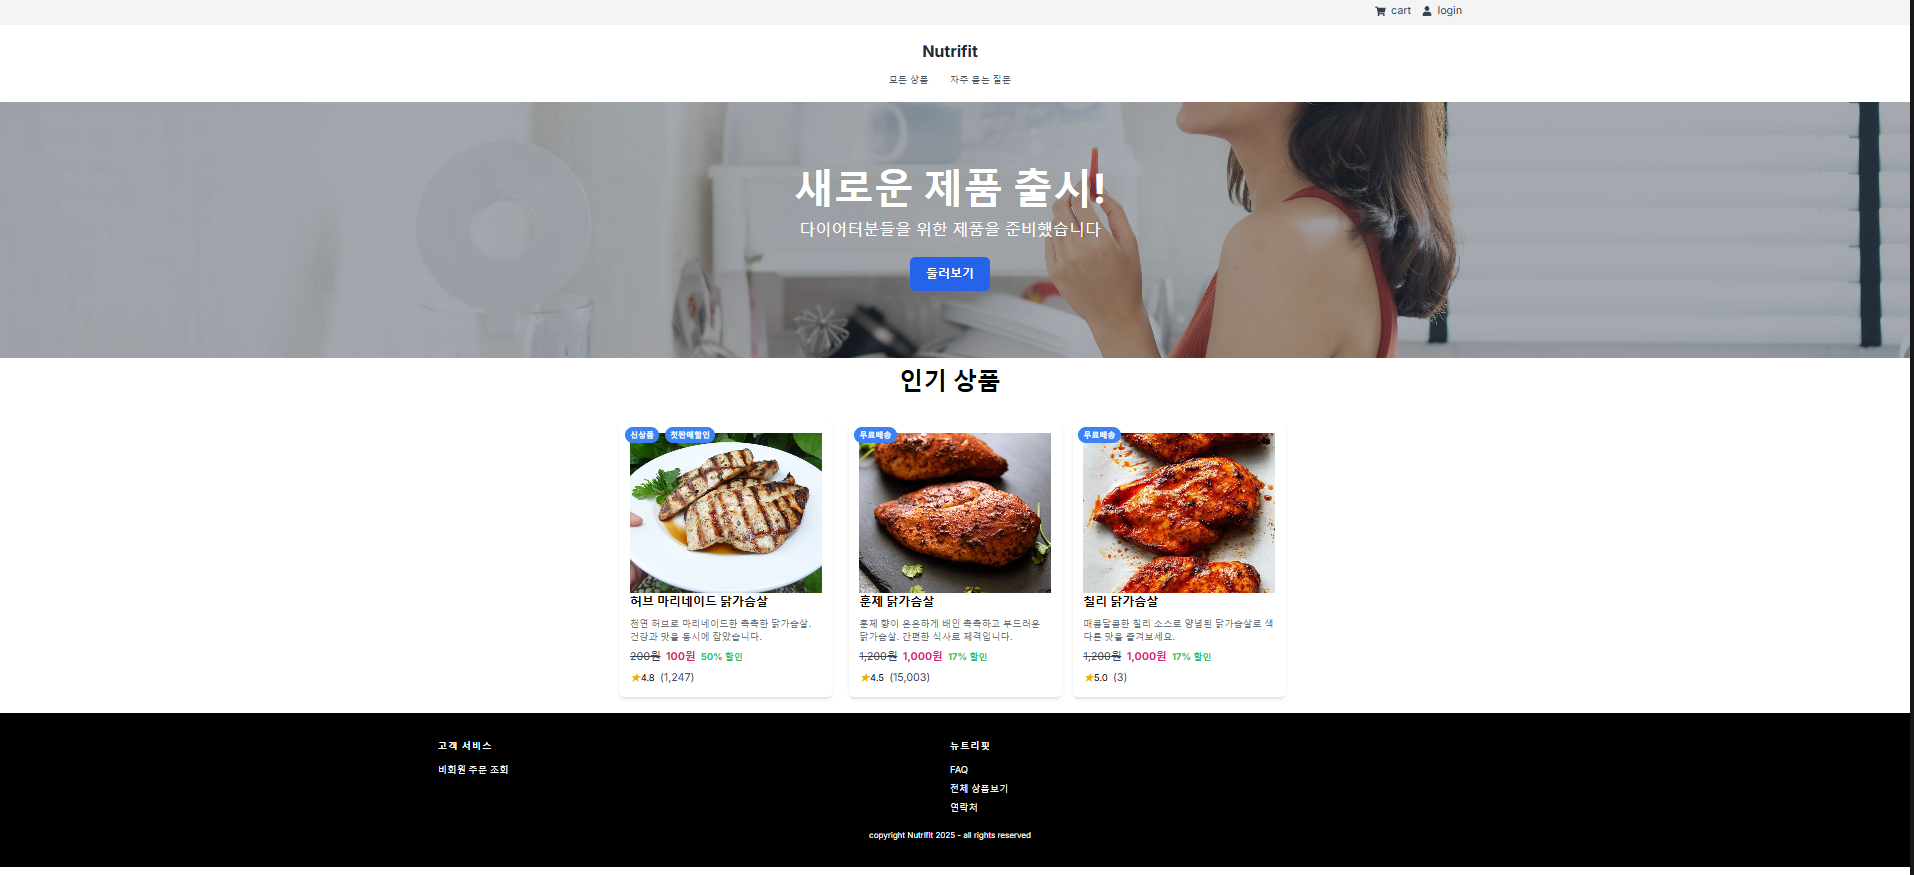 cart login
Nutrifit
모든 상품 자주 묻는 질문
새로운 제품 출시!
다이어터분들을 위한 제품을 준비했습니다
둘러보기
인기 상품
신상품 첫판매할인
허브 마리네이드 닭가슴살
천연 허브로 마리네이드한 촉촉한 닭가슴살.
건강과 맛을 동시에 잡았습니다.
200원 100원 50% 할인
★4.8 (1,247)
무료배송
훈제 닭가슴살
훈제 향이 은은하게 배인 촉촉하고 부드러운
닭가슴살. 간편한 식사로 제격입니다.
1,200원 1,000원 17% 할인
★4.5 (15,003)
무료배송
칠리 닭가슴살
매콤달콤한 칠리 소스로 양념된 닭가슴살로 색
다른 맛을 즐겨보세요.
1,200원 1,000원 17% 할인
★5.0 (3)
고객 서비스
비회원 주문 조회
뉴트리핏
FAQ
전체 상품보기
연락처
copyright Nutrifit 2025 - all rights reserved